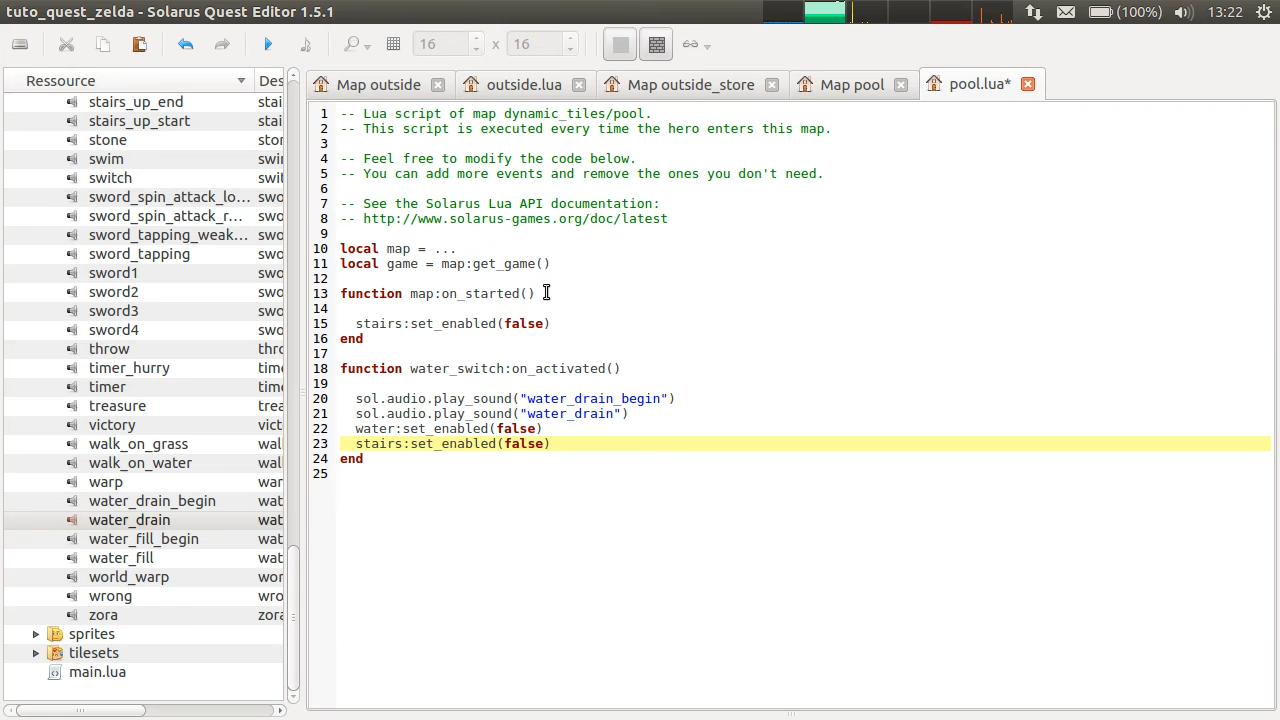 tuto_quest_zelda - Solarus Quest Editor 1.5.1
(100%) 13:22
16 x 16
Ressource Des
Map outside outside.lua Map outside_store Map pool pool.lua*
stairs_up_end stai
stairs_up_start stai
stone sto
swim swi
switch swit
sword_spin_attack_lo... swo
sword_spin_attack_r... swo
sword_tapping_weak... swo
sword_tapping swo
sword1 swo
sword2 swo
sword3 swo
sword4 swo
throw thro
timer_hurry time
timer time
treasure trea
victory vict
walk_on_grass walk
walk_on_water walk
warp war
water_drain_begin wat
water_drain wat
water_fill_begin wat
water_fill wat
world_warp wor
wrong wro
zora zora
sprites
tilesets
main.lua
1 -- Lua script of map dynamic_tiles/pool.
2 -- This script is executed every time the hero enters this map.
3
4 -- Feel free to modify the code below.
5 -- You can add more events and remove the ones you don't need.
6
7 -- See the Solarus Lua API documentation:
8 -- http://www.solarus-games.org/doc/latest
9
10 local map = ...
11 local game = map:get_game()
12
13 function map:on_started()
14
15 stairs:set_enabled(false)
16 end
17
18 function water_switch:on_activated()
19
20 sol.audio.play_sound("water_drain_begin")
21 sol.audio.play_sound("water_drain")
22 water:set_enabled(false)
23 stairs:set_enabled(false)
24 end
25